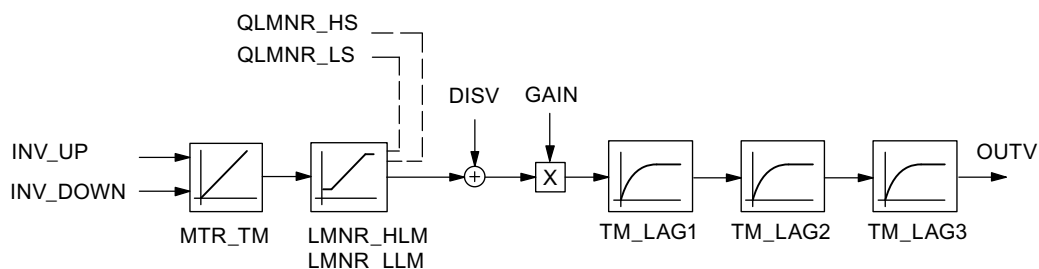 QLMNR_HS
QLMNR_LS
DISV
GAIN
INV_UP
INV_DOWN
OUTV
+
X
MTR_TM
LMNR_HLM
LMNR_LLM
TM_LAG1
TM_LAG2
TM_LAG3